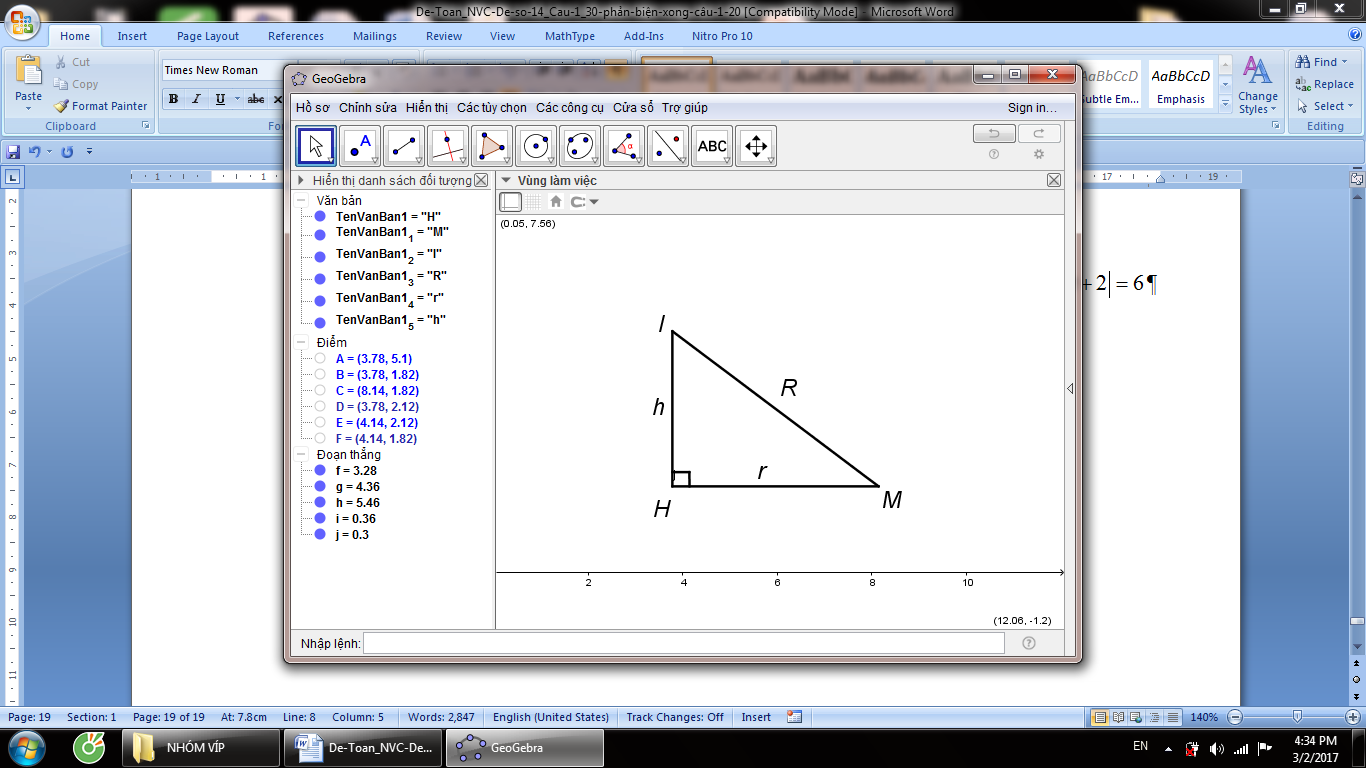 De-Toan_NVC-De-so-14_Cau-1_30-phản-biện-xong-câu-1-20 [Compatibility Mode] - Microsoft Word
Home Insert Page Layout References Mailings Review View MathType Add-Ins Nitro Pro 10
Paste
Cut
Copy
Format Painter
Clipboard
Times New Roman
B I U abc
AaBbCcD
Subtle Em...
AaBbCcD
Emphasis
Change Styles
Find
Replace
Select
Editing
GeoGebra
Hồ sơ Chỉnh sửa Hiển thị Các tùy chọn Các công cụ Cửa sổ Trợ giúp Sign in...
ABC
Hiển thị danh sách đối tượng
Vùng làm việc
Văn bản
TenVanBan1 = "H"
TenVanBan1₁ = "M"
TenVanBan1₂ = "I"
TenVanBan1₃ = "R"
TenVanBan1₄ = "r"
TenVanBan1₅ = "h"
Điểm
A = (3.78, 5.1)
B = (3.78, 1.82)
C = (8.14, 1.82)
D = (3.78, 2.12)
E = (4.14, 2.12)
F = (4.14, 1.82)
Đoạn thẳng
f = 3.28
g = 4.36
h = 5.46
i = 0.36
j = 0.3
(0.05, 7.56)
I
R
h
r
H
M
2 4 6 8 10
(12.06, -1.2)
+ 2| = 6¶
Nhập lệnh:
Page: 19 Section: 1 Page: 19 of 19 At: 7.8cm Line: 8 Column: 5 Words: 2,847 English (United States) Track Changes: Off Insert 140%
NHÓM VÍP
De-Toan_NVC-De...
GeoGebra
EN
4:34 PM
3/2/2017